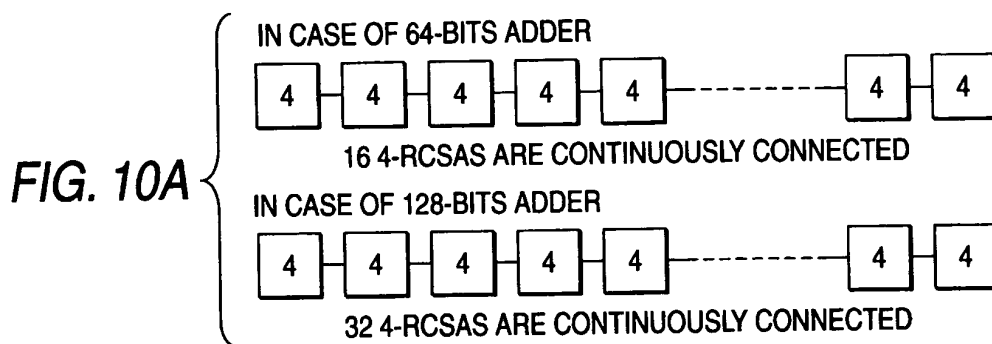 FIG. 10A
IN CASE OF 64-BITS ADDER
4 4 4 4 4 4 4
16 4-RCSAS ARE CONTINUOUSLY CONNECTED
IN CASE OF 128-BITS ADDER
4 4 4 4 4 4 4
32 4-RCSAS ARE CONTINUOUSLY CONNECTED